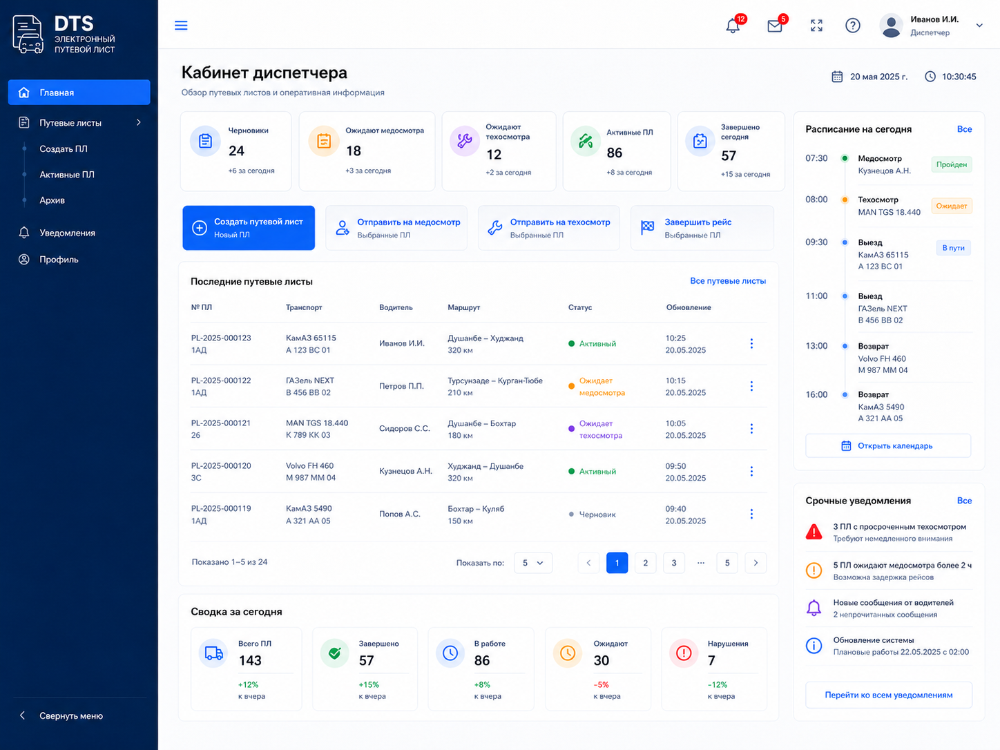 DTS
ЭЛЕКТРОННЫЙ
ПУТЕВОЙ ЛИСТ
Главная
Путевые листы
Создать ПЛ
Активные ПЛ
Архив
Уведомления
Профиль
Свернуть меню
12
5
?
Иванов И.И.
Диспетчер
Кабинет диспетчера
Обзор путевых листов и оперативная информация
20 мая 2025 г.
10:30:45
Черновики
24
+6 за сегодня
Ожидают медосмотра
18
+3 за сегодня
Ожидают
техосмотра
12
+2 за сегодня
Активные ПЛ
86
+8 за сегодня
Завершено
сегодня
57
+15 за сегодня
Создать путевой лист
Новый ПЛ
Отправить на медосмотр
Выбранные ПЛ
Отправить на техосмотр
Выбранные ПЛ
Завершить рейс
Выбранные ПЛ
Последние путевые листы
Все путевые листы
№ ПЛ Транспорт Водитель Маршрут Статус Обновление
PL-2025-000123 КамАЗ 65115 Душанбе – Худжанд 10:25
Иванов И.И. Активный
1АД А 123 ВС 01 320 км 20.05.2025
PL-2025-000122 ГАЗель NEXT Турсунзаде – Курган-Тюбе Ожидает 10:15
Петров П.П.
1АД В 456 ВВ 02 210 км медосмотра 20.05.2025
PL-2025-000121 MAN TGS 18.440 Душанбе – Бохтар Ожидает 10:05
Сидоров С.С.
26 К 789 КК 03 180 км техосмотра 20.05.2025
PL-2025-000120 Volvo FH 460 Худжанд – Душанбе 09:50
Кузнецов А.Н. Активный
3С М 987 ММ 04 320 км 20.05.2025
PL-2025-000119 КамАЗ 5490 Бохтар – Куляб 09:40
Попов А.С. Черновик
1АД А 321 АА 05 150 км 20.05.2025
Показано 1–5 из 24
Показать по: 5
1 2 3 ... 5
Сводка за сегодня
Всего ПЛ
143
+12%
к вчера
Завершено
57
+15%
к вчера
В работе
86
+8%
к вчера
Ожидают
30
-5%
к вчера
Нарушения
7
-12%
к вчера
Расписание на сегодня
Все
07:30 Медосмотр
Кузнецов А.Н.
Пройден
08:00 Техосмотр
MAN TGS 18.440
Ожидает
09:30 Выезд
КамАЗ 65115
А 123 ВС 01
В пути
11:00 Выезд
ГАЗель NEXT
В 456 ВВ 02
13:00 Возврат
Volvo FH 460
М 987 ММ 04
16:00 Возврат
КамАЗ 5490
А 321 АА 05
Открыть календарь
Срочные уведомления
Все
3 ПЛ с просроченным техосмотром
Требуют немедленного внимания
5 ПЛ ожидают медосмотра более 2 ч
Возможна задержка рейсов
Новые сообщения от водителей
2 непрочитанных сообщения
Обновление системы
Плановые работы 22.05.2025 с 02:00
Перейти ко всем уведомлениям